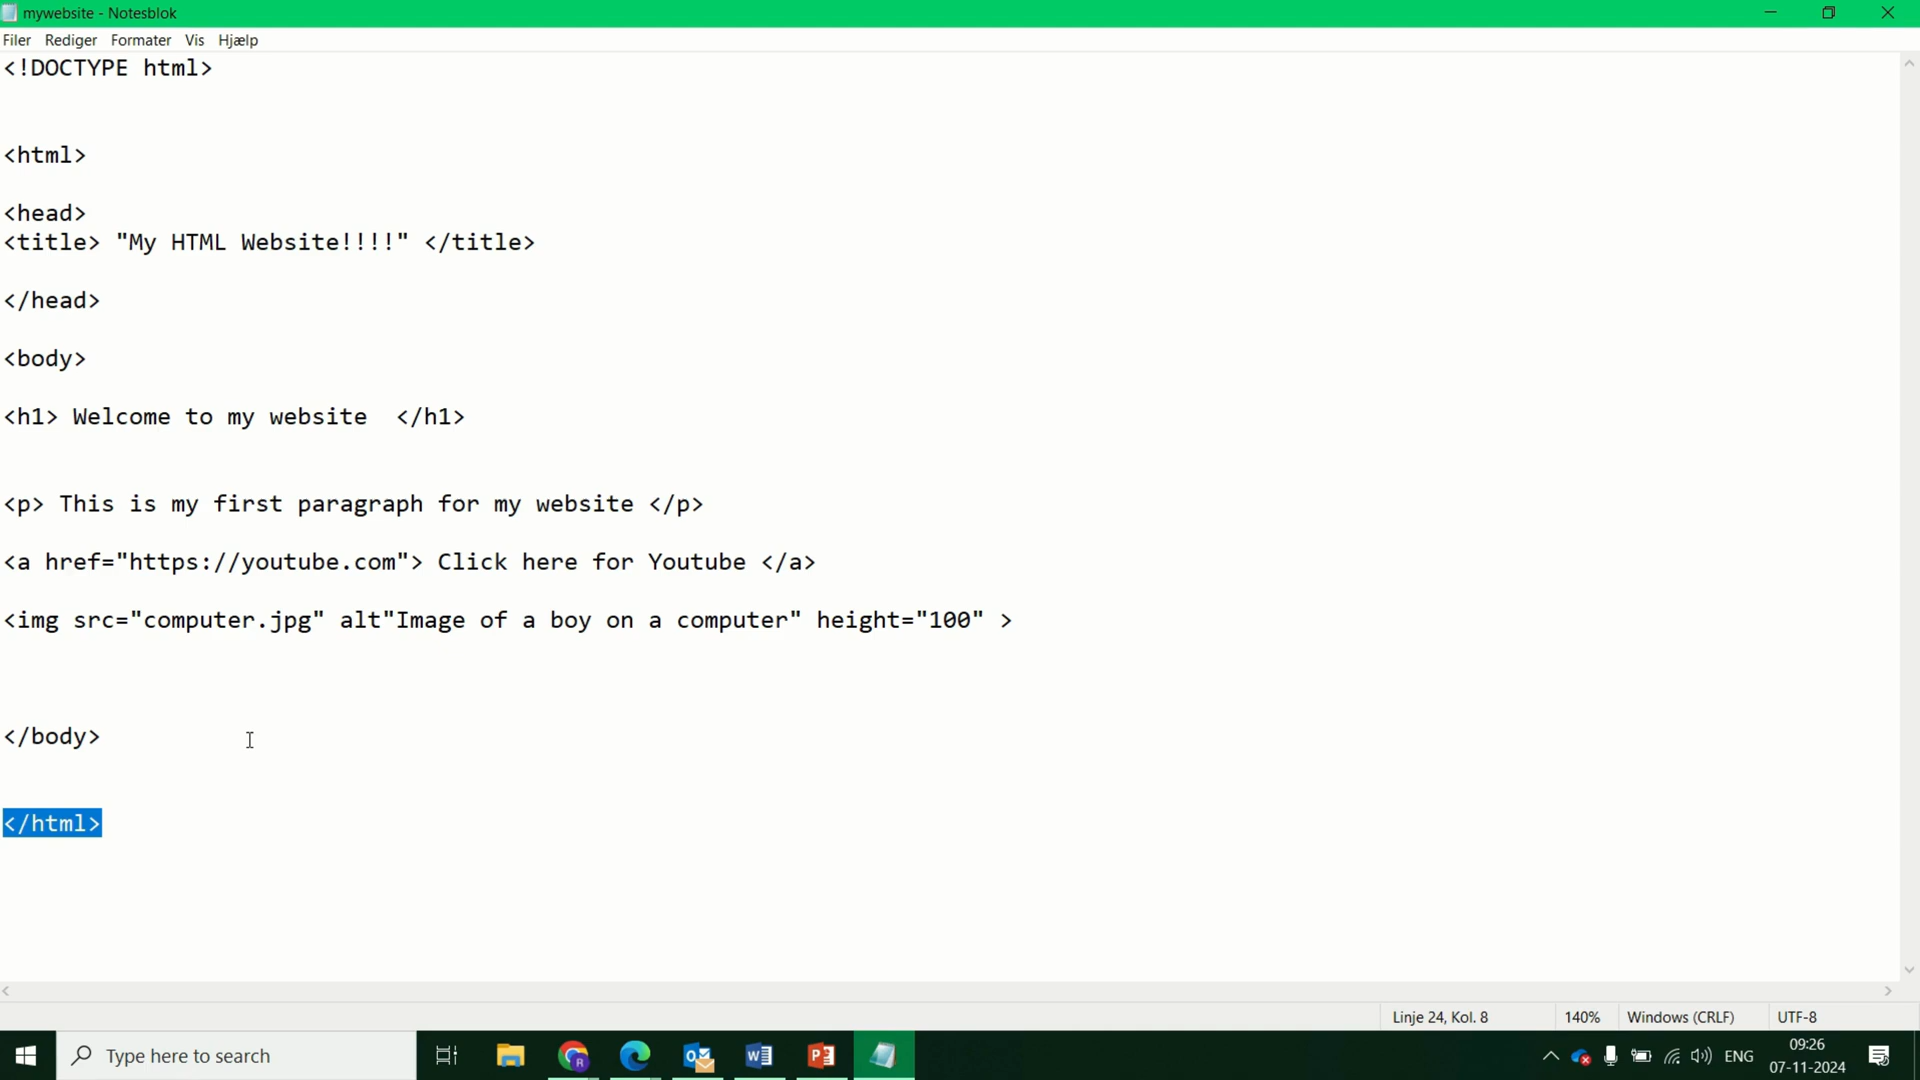 mywebsite - Notesblok
Filer Rediger Formater Vis Hjælp
<!DOCTYPE html>
<html>
<head>
<title> "My HTML Website!!!!" </title>
</head>
<body>
<h1> Welcome to my website  </h1>
<p> This is my first paragraph for my website </p>
<a href="https://youtube.com"> Click here for Youtube </a>
<img src="computer.jpg" alt"Image of a boy on a computer" height="100" >
</body>
</html>
Linje 24, Kol. 8 140% Windows (CRLF) UTF-8
Type here to search
ENG
09:26
07-11-2024